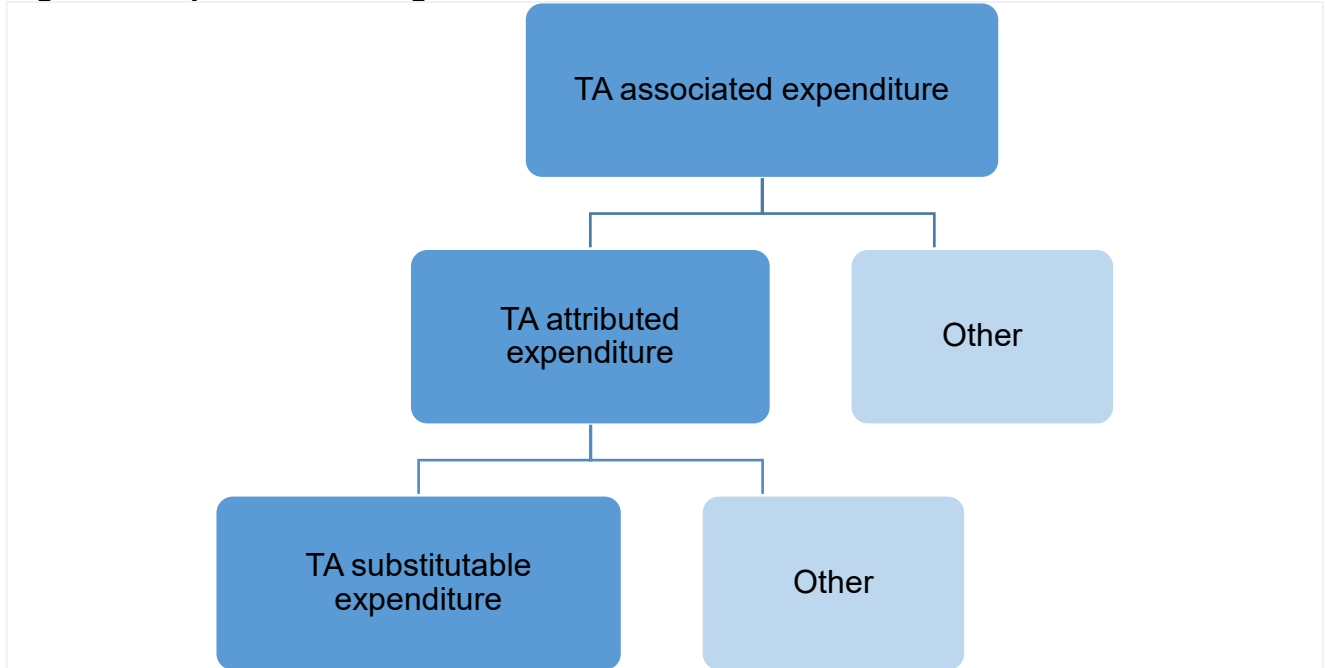 TA associated expenditure
TA attributed
expenditure
Other
TA substitutable
expenditure
Other